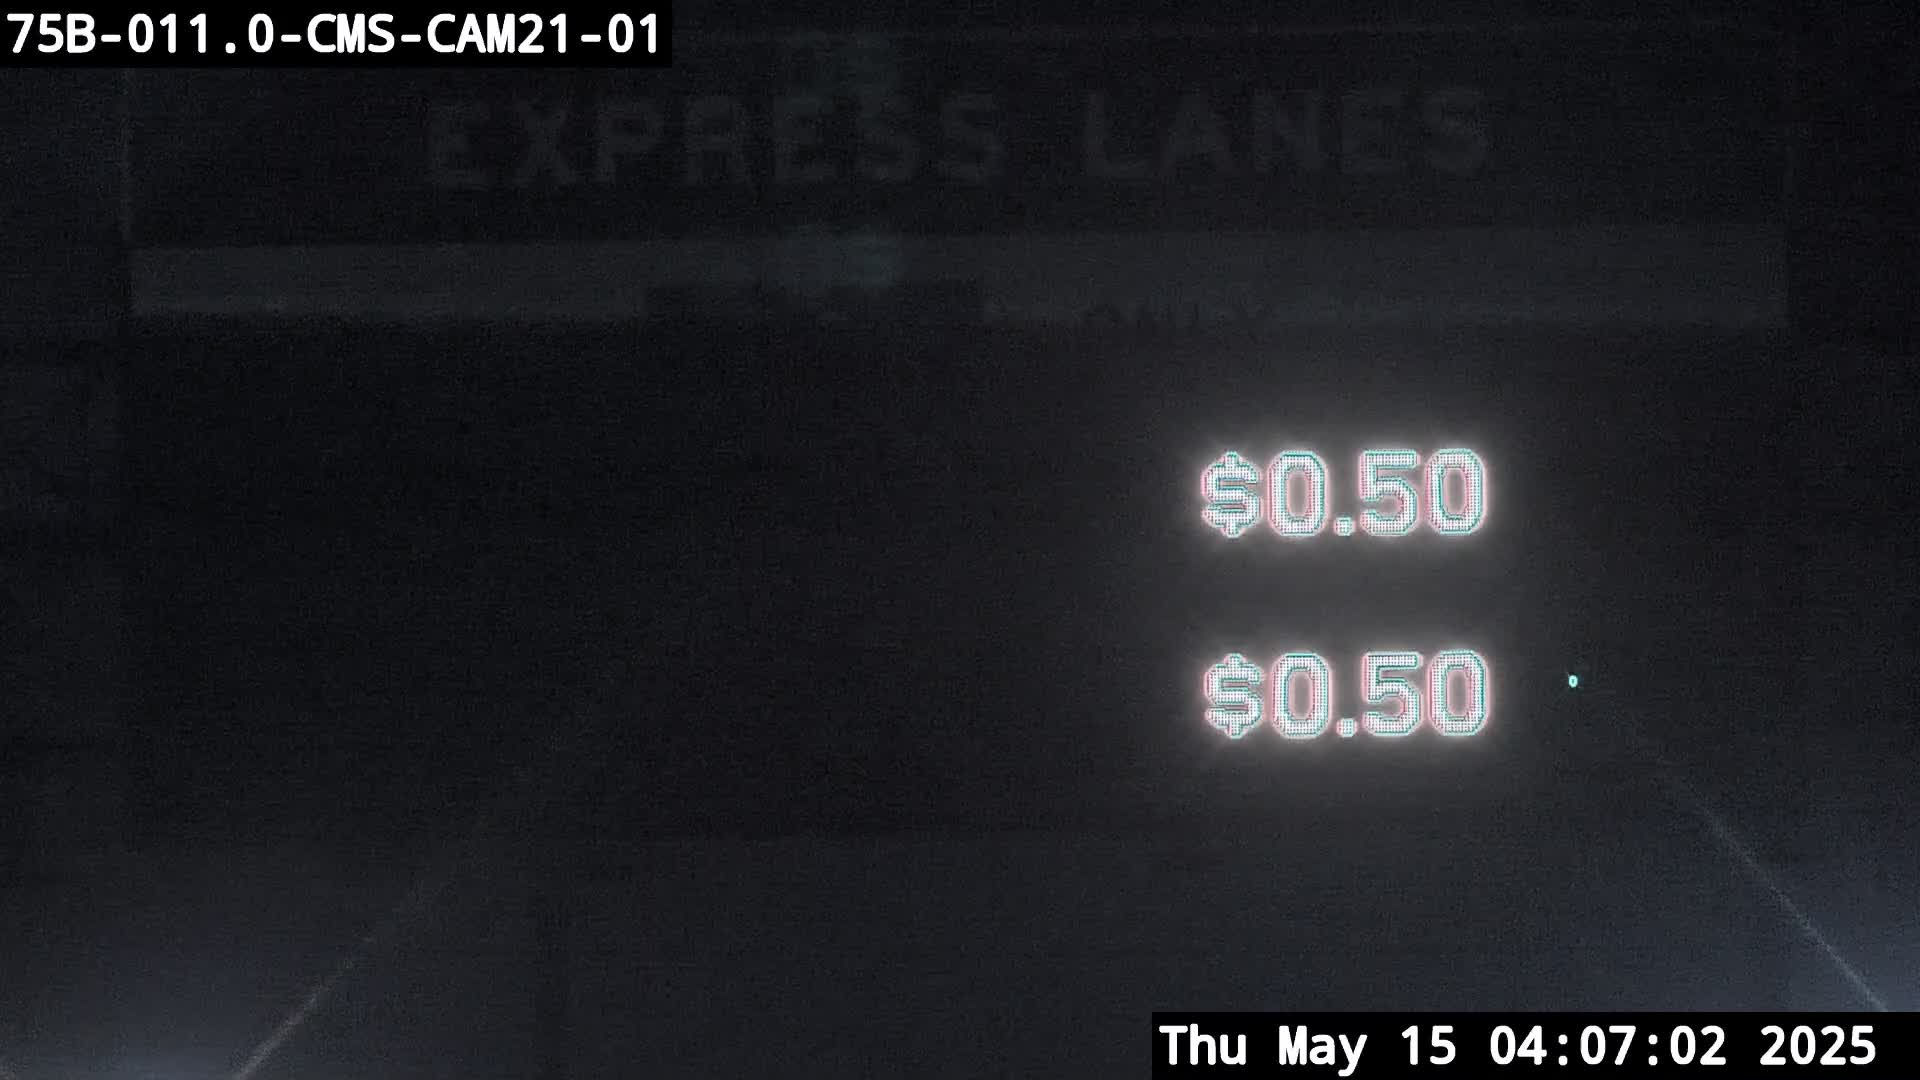 75B-011.0-CMS-CAM21-01
EXPRESS LANES
$0.50
$0.50
Thu May 15 04:07:02 2025